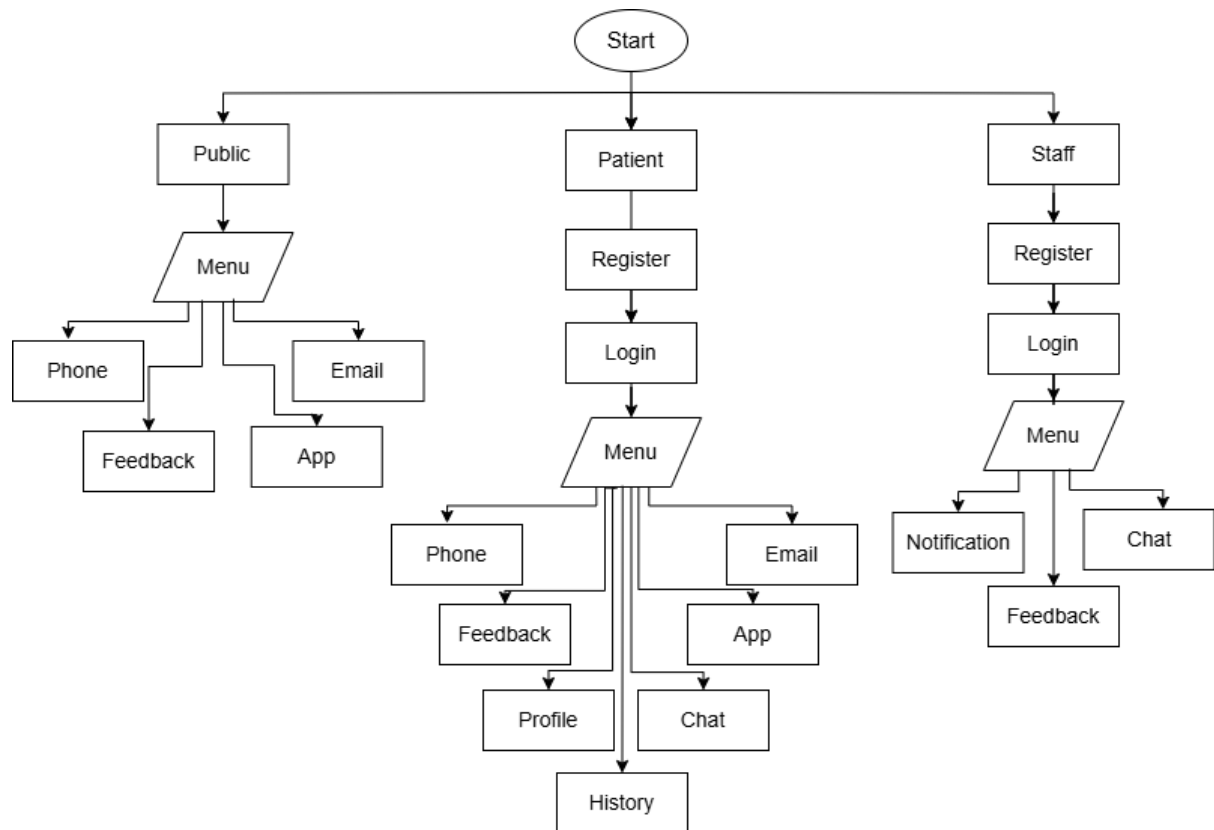 Start
Public
Patient
Staff
Menu
Register
Register
Phone
Email
Login
Login
Feedback
App
Menu
Menu
Phone
Email
Notification
Chat
Feedback
App
Feedback
Profile
Chat
History